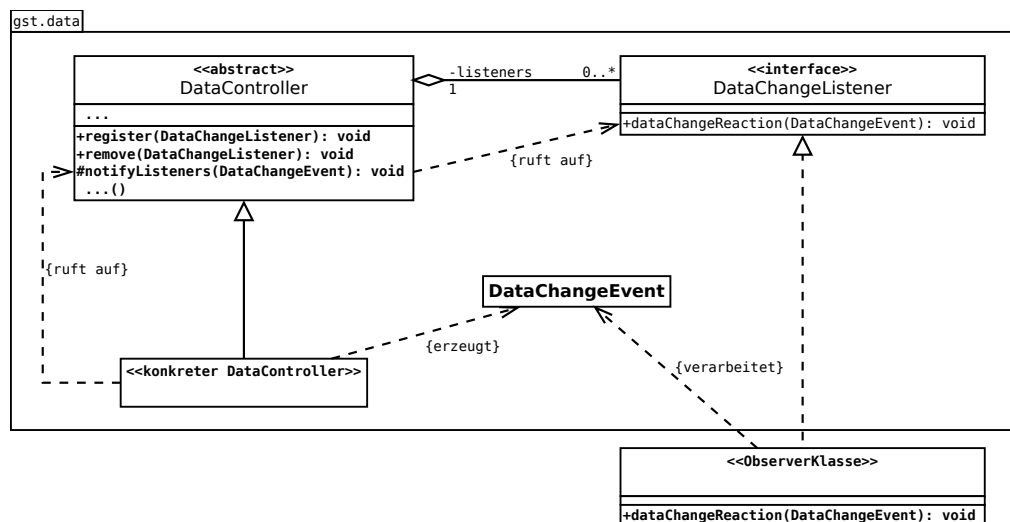 gst.data
<<abstract>>
DataController
...
+register(DataChangeListener): void
+remove(DataChangeListener): void
#notifyListeners(DataChangeEvent): void
...()
-listeners
0..*
1
<<interface>>
DataChangeListener
+dataChangeReaction(DataChangeEvent): void
{ruft auf}
{ruft auf}
DataChangeEvent
{erzeugt}
{verarbeitet}
<<konkreter DataController>>
<<ObserverKlasse>>
+dataChangeReaction(DataChangeEvent): void